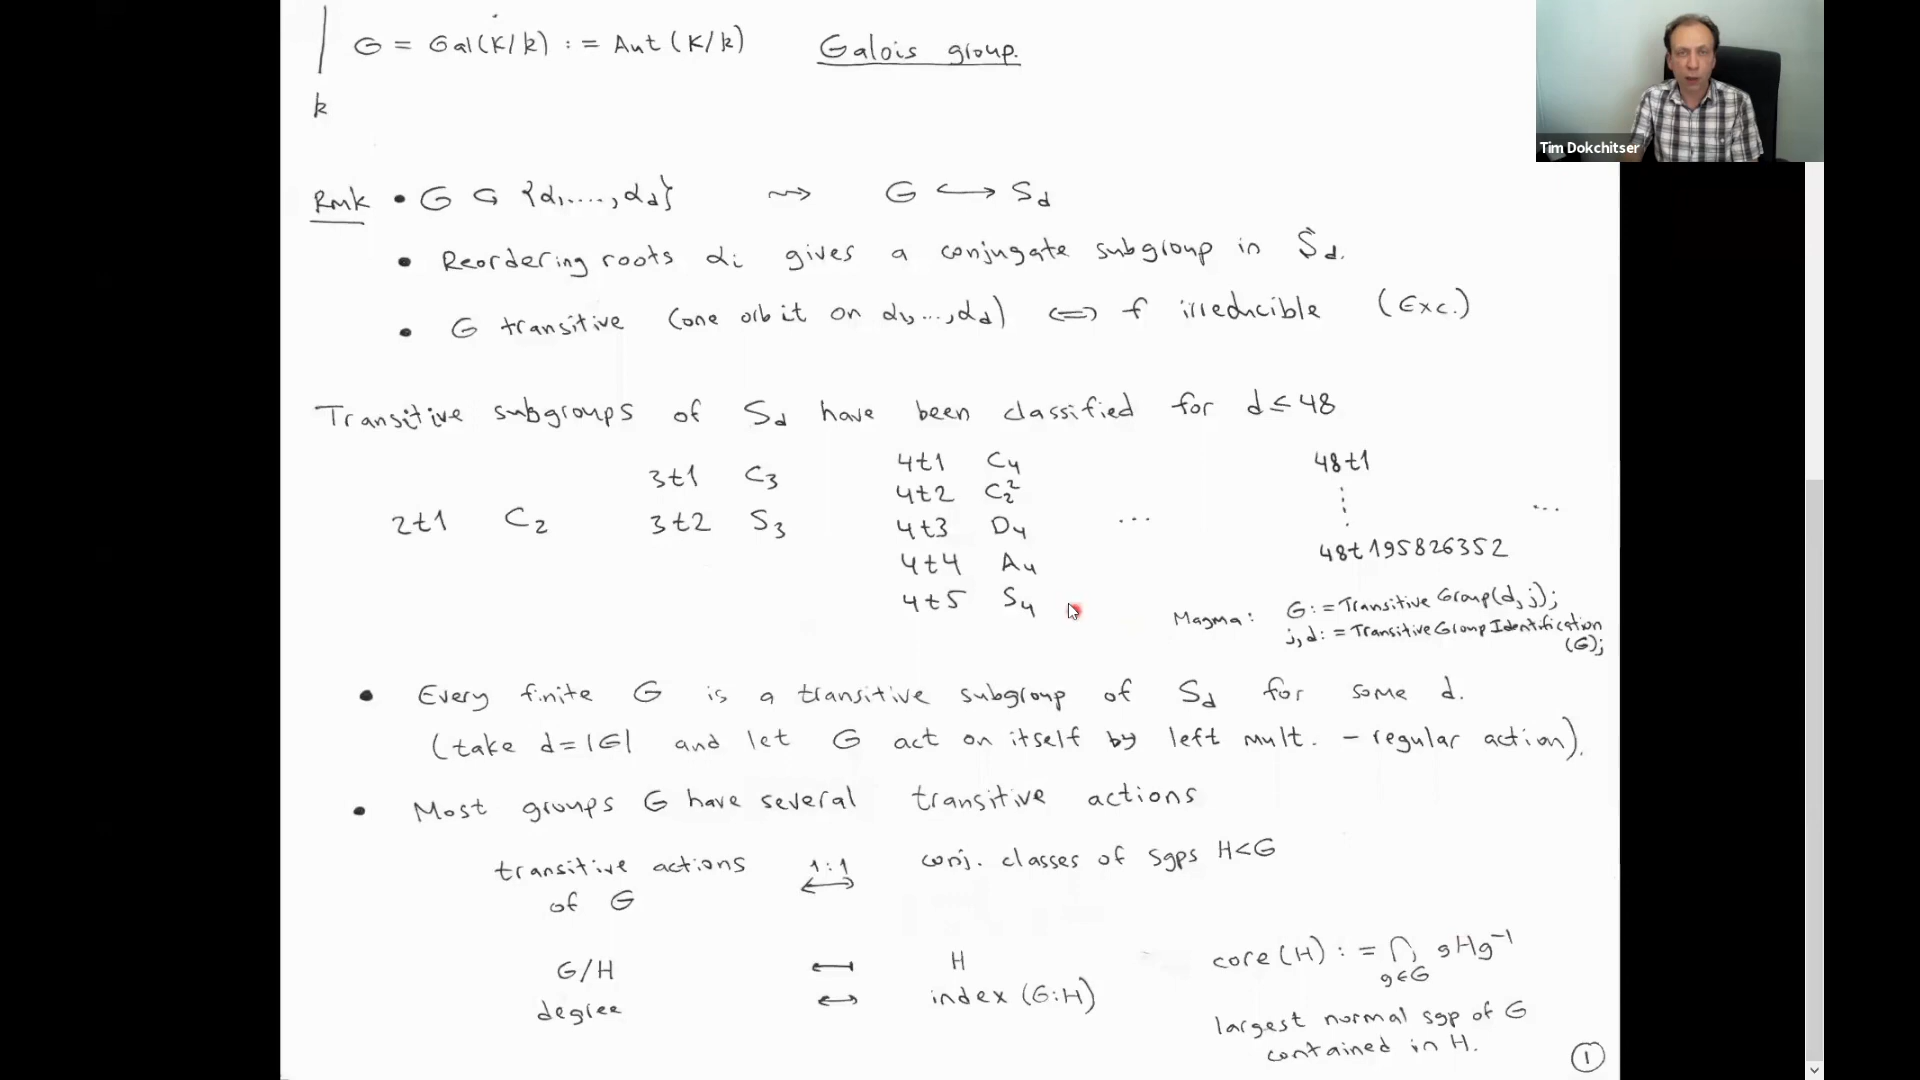 G = Gal(K/k) := Aut(K/k) Galois group.
k
Tim Dokchitser
Rmk • G G {α1,....,αd} ⇝ G ↪ Sd
• Reordering roots αi gives a conjugate subgroup in Sd.
• G transitive (one orbit on α1,...,αd) ⇔ f irreducible (Exc.)
Transitive subgroups of Sd have been classified for d ≤ 48
2t1 C2
3t1 C3
3t2 S3
4t1 C4
4t2 C2^2
4t3 D4
4t4 A4
4t5 S4
...
48t1
⋮
48t195826352
...
Magma: G := TransitiveGroup(d,j);
j,d := TransitiveGroupIdentification
(G);
• Every finite G is a transitive subgroup of Sd for some d.
(take d=|G| and let G act on itself by left mult. – regular action).
• Most groups G have several transitive actions
transitive actions 1:1 ↔ conj. classes of sgps H<G
of G
G/H ↤ H
degree ↔ index (G:H)
core(H) := ⋂ gHg⁻¹
g∈G
largest normal sgp of G
contained in H.
1